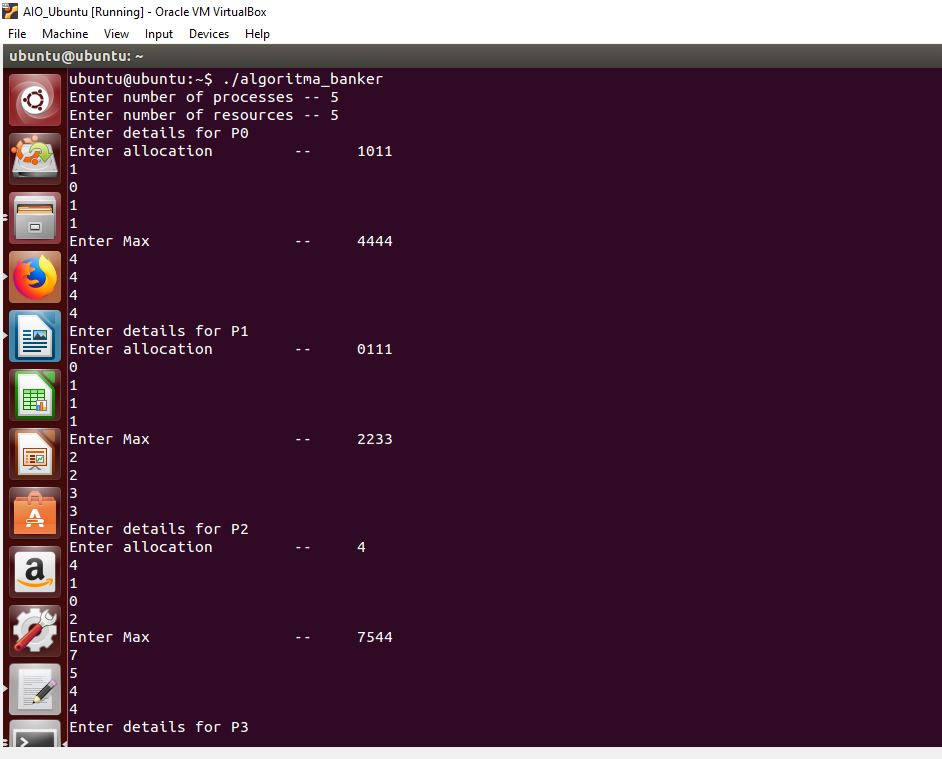 AIO_Ubuntu [Running] - Oracle VM VirtualBox
File Machine View Input Devices Help
ubuntu@ubuntu: ~
ubuntu@ubuntu:~$ ./algoritma_banker
Enter number of processes -- 5
Enter number of resources -- 5
Enter details for P0
Enter allocation -- 1011
1
0
1
1
Enter Max -- 4444
4
4
4
4
Enter details for P1
Enter allocation -- 0111
0
1
1
1
Enter Max -- 2233
2
2
3
3
Enter details for P2
Enter allocation -- 4
4
1
0
2
Enter Max -- 7544
7
5
4
4
Enter details for P3